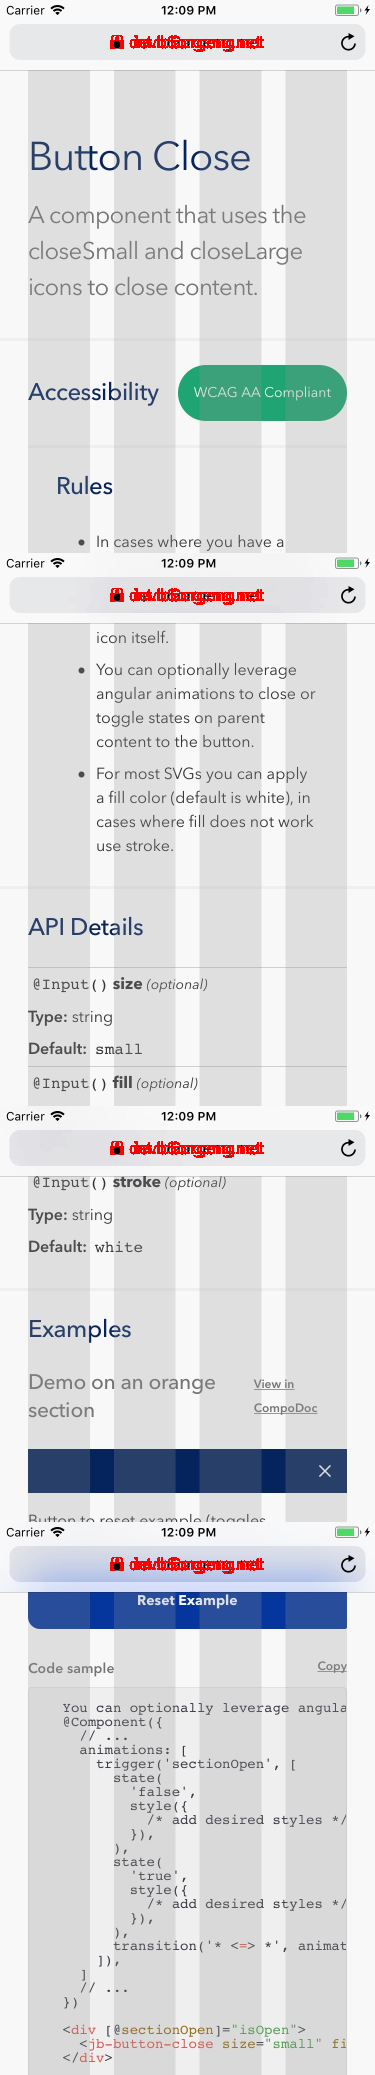 Carrier 12:09 PM
Button Close
A component that uses the
closeSmall and closeLarge
icons to close content.
Accessibility WCAG AA Compliant
Rules
• In cases where you have a
Carrier 12:09 PM
icon itself.
• You can optionally leverage
angular animations to close or
toggle states on parent
content to the button.
• For most SVGs you can apply
a fill color (default is white), in
cases where fill does not work
use stroke.
API Details
@Input() size (optional)
Type: string
Default: small
@Input() fill (optional)
Carrier 12:09 PM
@Input() stroke (optional)
Type: string
Default: white
Examples
Demo on an orange
section
View in
CompoDoc
Button to reset example (toggles
Carrier 12:09 PM
Reset Example
Code sample Copy
You can optionally leverage angula
@Component({
// ...
animations: [
trigger('sectionOpen', [
state(
'false',
style({
/* add desired styles */
}),
),
state(
'true',
style({
/* add desired styles */
}),
),
transition('* <=> *', animat
]),
]
// ...
})
<div [@sectionOpen]="isOpen">
<jb-button-close size="small" fi
</div>